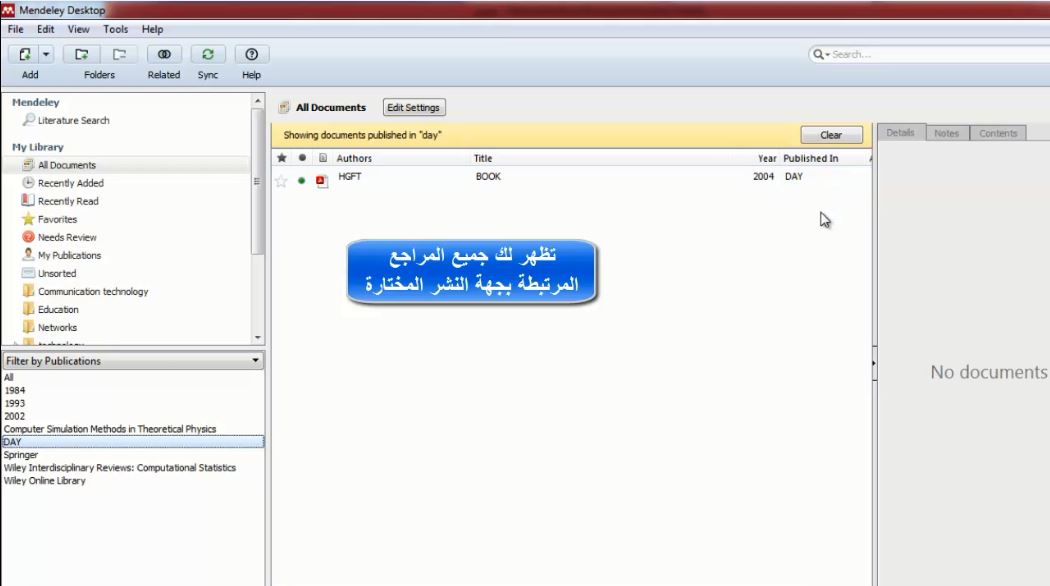 Mendeley Desktop
File Edit View Tools Help
Search...
Add Folders Related Sync Help
Mendeley
Literature Search
My Library
All Documents
Recently Added
Recently Read
Favorites
Needs Review
My Publications
Unsorted
Communication technology
Education
Networks
Filter by Publications
All
1984
1993
2002
Computer Simulation Methods in Theoretical Physics
DAY
Springer
Wiley Interdisciplinary Reviews: Computational Statistics
Wiley Online Library
All Documents Edit Settings
Showing documents published in "day" Clear
Authors Title Year Published In
HGFT BOOK 2004 DAY
تظهر لك جميع المراجع
المرتبطة بجهة النشر المختارة
Details Notes Contents
No documents